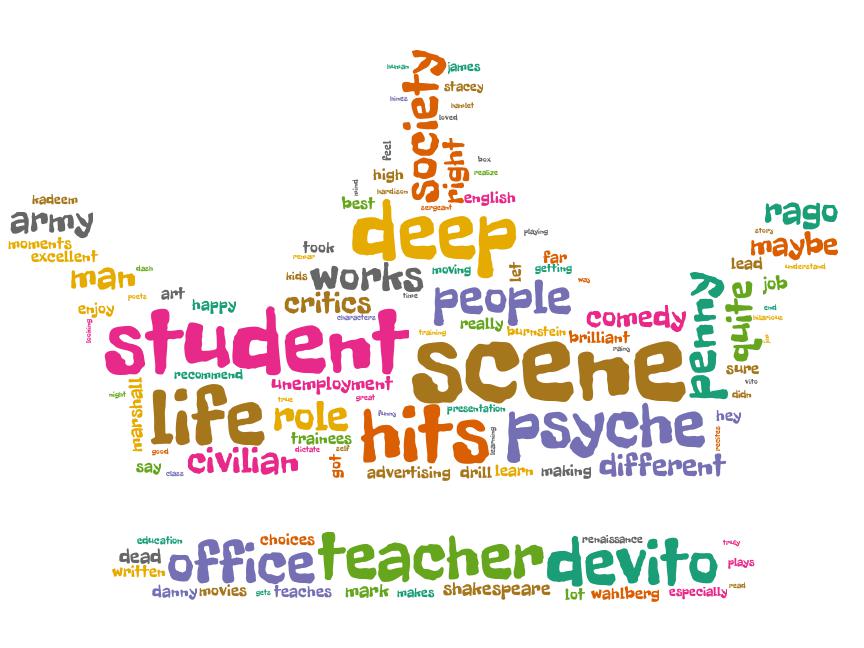 human
james
society
stacey
hines
hamlet
loved
right
feel
box
high
realize
mind
hardison
best
english
sergeant
kadeem
army
moments
excellent
deep
playing
rago
story
maybe
understand
took
man
dash
kids
works
moving
let
far
getting
way
lead
job
poets
art
happy
critics
time
people
penny
quite
end
hilarious
enjoy
looking
characters
really
burnstein
comedy
student
training
brilliant
scene
sure
vito
didn
recommend
unemployment
great
night
marshall
life
true
role
funny
presentation
hits
psyche
hey
recites
trainees
good
dictate
self
learning
say
class
civilian
got
advertising
drill
learn
making
different
education
choices
renaissance
truly
dead
office
teacher
devito
plays
written
danny
movies
gets
teaches
mark
makes
shakespeare
lot
wahlberg
especially
read